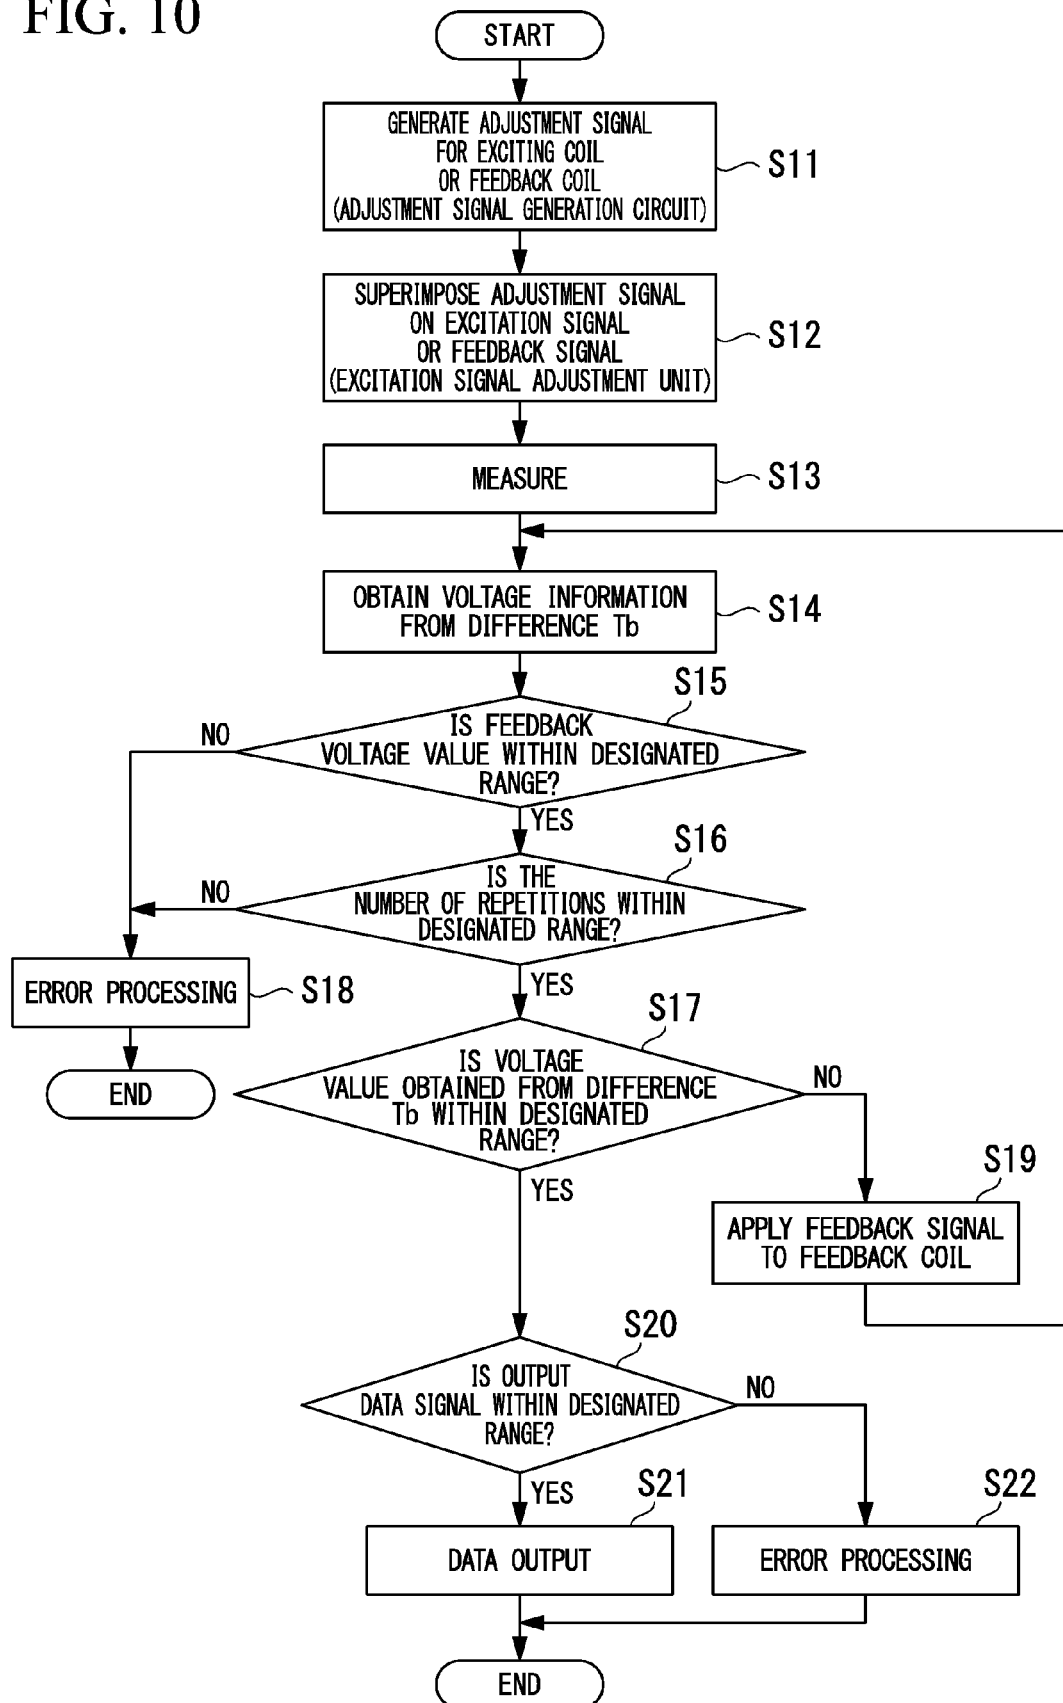 FIG. 10
START
GENERATE ADJUSTMENT SIGNAL
FOR EXCITING COIL
OR FEEDBACK COIL
(ADJUSTMENT SIGNAL GENERATION CIRCUIT)
S11
SUPERIMPOSE ADJUSTMENT SIGNAL
ON EXCITATION SIGNAL
OR FEEDBACK SIGNAL
(EXCITATION SIGNAL ADJUSTMENT UNIT)
S12
MEASURE
S13
OBTAIN VOLTAGE INFORMATION
FROM DIFFERENCE Tb
S14
S15
IS FEEDBACK
VOLTAGE VALUE WITHIN DESIGNATED
RANGE?
NO
YES
S16
IS THE
NUMBER OF REPETITIONS WITHIN
DESIGNATED RANGE?
NO
YES
ERROR PROCESSING
S18
END
S17
IS VOLTAGE
VALUE OBTAINED FROM DIFFERENCE
Tb WITHIN DESIGNATED
RANGE?
NO
YES
S19
APPLY FEEDBACK SIGNAL
TO FEEDBACK COIL
S20
IS OUTPUT
DATA SIGNAL WITHIN DESIGNATED
RANGE?
NO
YES
S21
DATA OUTPUT
S22
ERROR PROCESSING
END